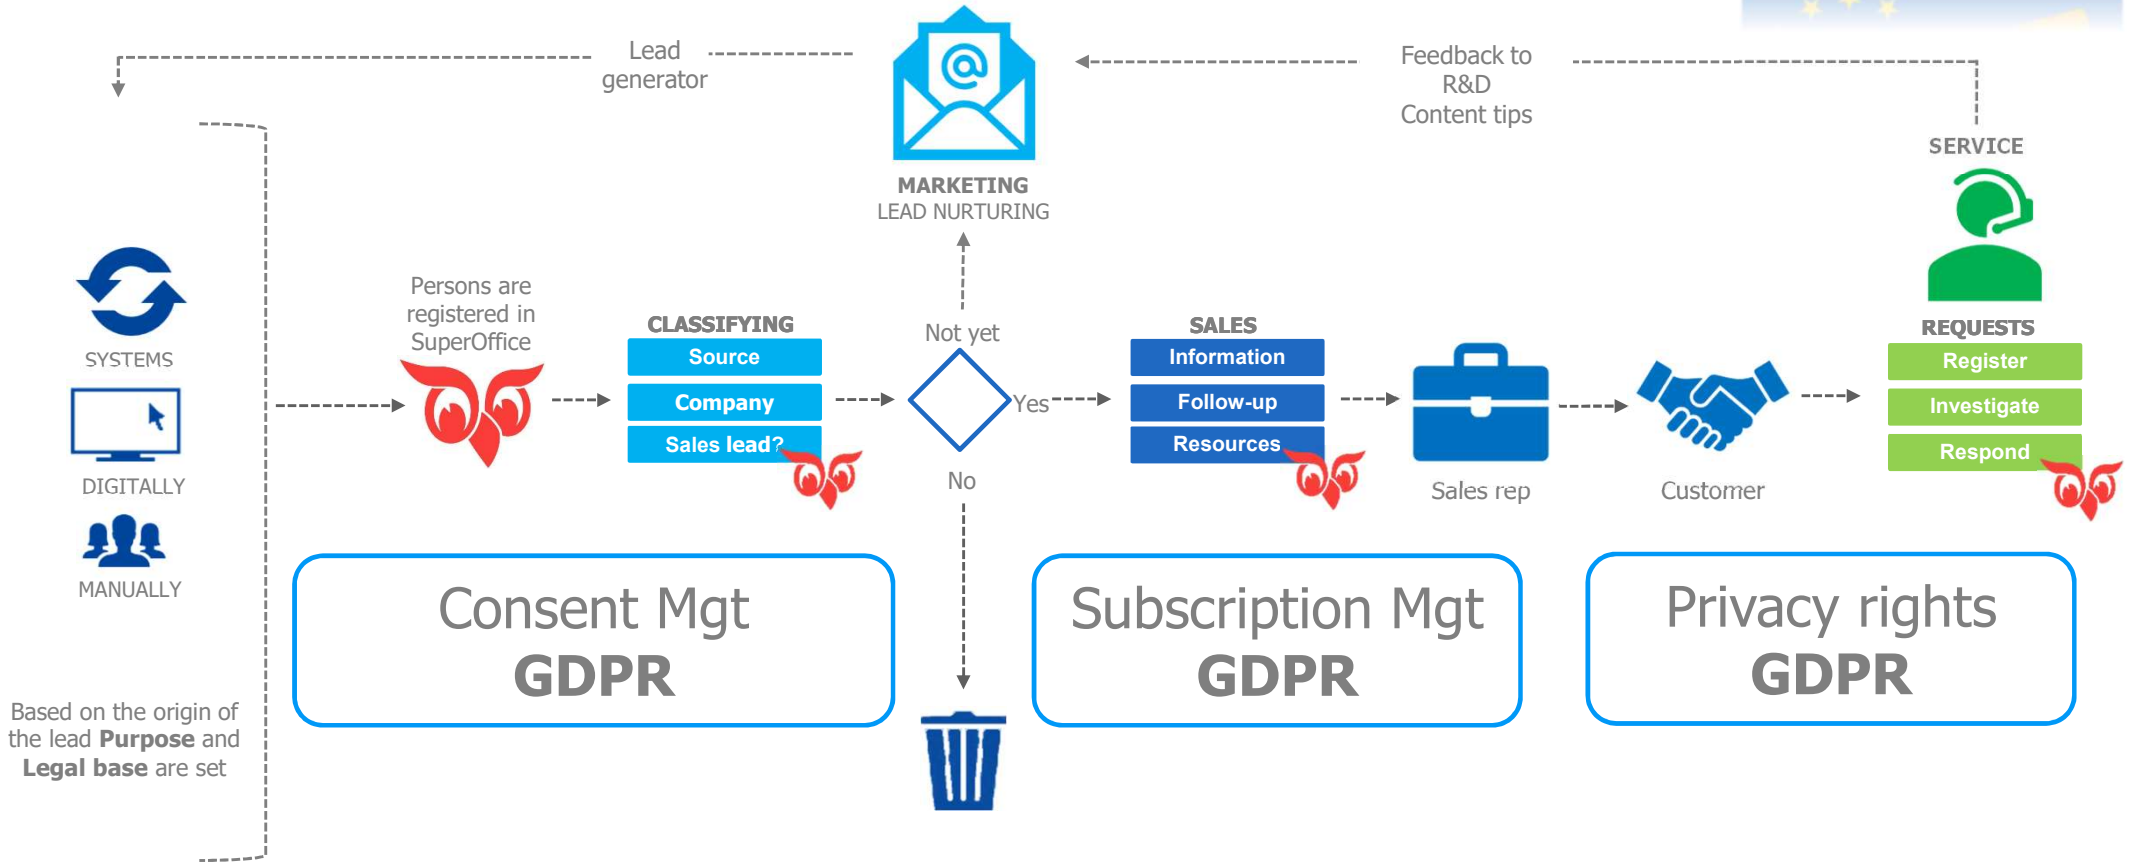 Lead
generator
Feedback to
R&D
Content tips
MARKETING
LEAD NURTURING
SERVICE
SYSTEMS
DIGITALLY
MANUALLY
Based on the origin of
the lead Purpose and
Legal base are set
Persons are
registered in
SuperOffice
CLASSIFYING
Source
Company
Sales lead?
Not yet
Yes
No
SALES
Information
Follow-up
Resources
Sales rep
Customer
REQUESTS
Register
Investigate
Respond
Consent Mgt
GDPR
Subscription Mgt
GDPR
Privacy rights
GDPR